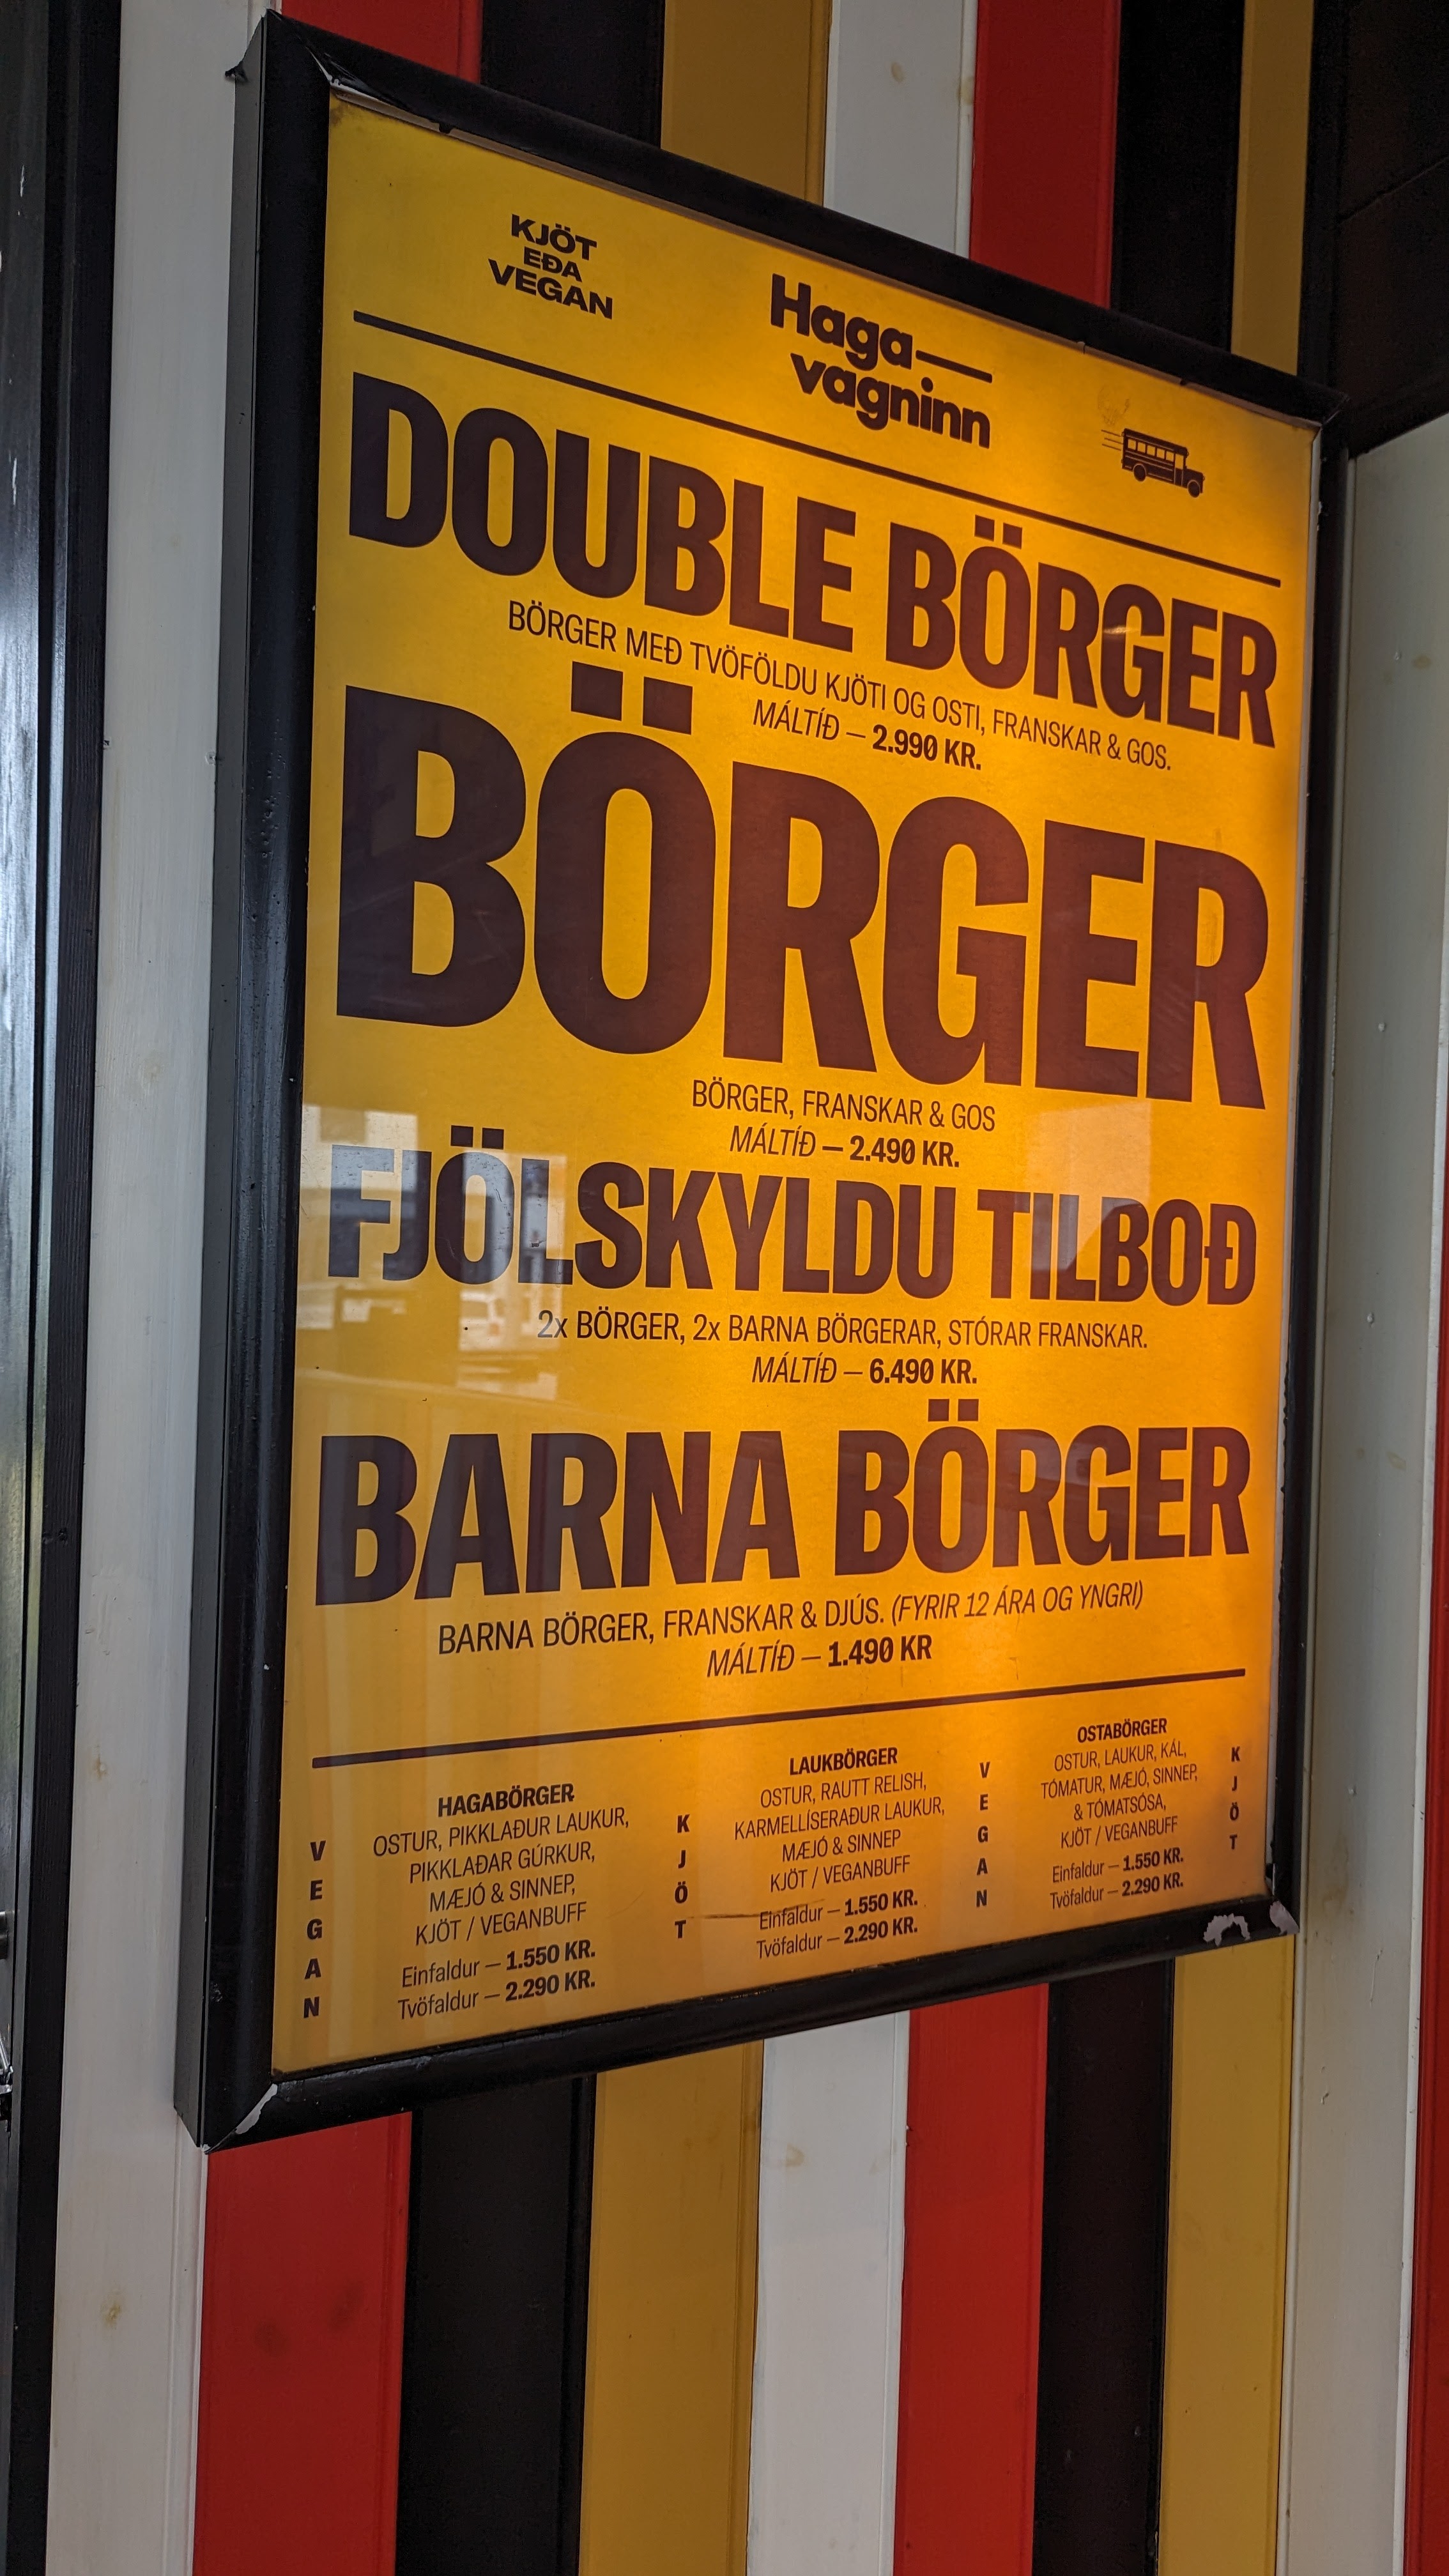 KJÖT
EÐA
VEGAN
Haga—
vagninn
DOUBLE BÖRGER
BÖRGER MEÐ TVÖFÖLDU KJÖTI OG OSTI, FRANSKAR & GOS.
MÁLTÍÐ – 2.990 KR.
BÖRGER
BÖRGER, FRANSKAR & GOS
MÁLTÍÐ – 2.490 KR.
FJÖLSKYLDU TILBOÐ
2x BÖRGER, 2x BARNA BÖRGERAR, STÓRAR FRANSKAR.
MÁLTÍÐ – 6.490 KR.
BARNA BÖRGER
BARNA BÖRGER, FRANSKAR & DJÚS. (FYRIR 12 ÁRA OG YNGRI)
MÁLTÍÐ – 1.490 KR
VEGAN
HAGABÖRGER
OSTUR, PIKKLAÐUR LAUKUR,
PIKKLAÐAR GÚRKUR,
MÆJÓ & SINNEP,
KJÖT / VEGANBUFF
Einfaldur – 1.550 KR.
Tvöfaldur – 2.290 KR.
KJÖT
LAUKBÖRGER
OSTUR, RAUTT RELISH,
KARMELLÍSERAÐUR LAUKUR,
MÆJÓ & SINNEP
KJÖT / VEGANBUFF
Einfaldur – 1.550 KR.
Tvöfaldur – 2.290 KR.
VEGAN
OSTABÖRGER
OSTUR, LAUKUR, KÁL,
TÓMATUR, MÆJÓ, SINNEP,
& TÓMATSÓSA,
KJÖT / VEGANBUFF
Einfaldur – 1.550 KR.
Tvöfaldur – 2.290 KR.
KJÖT